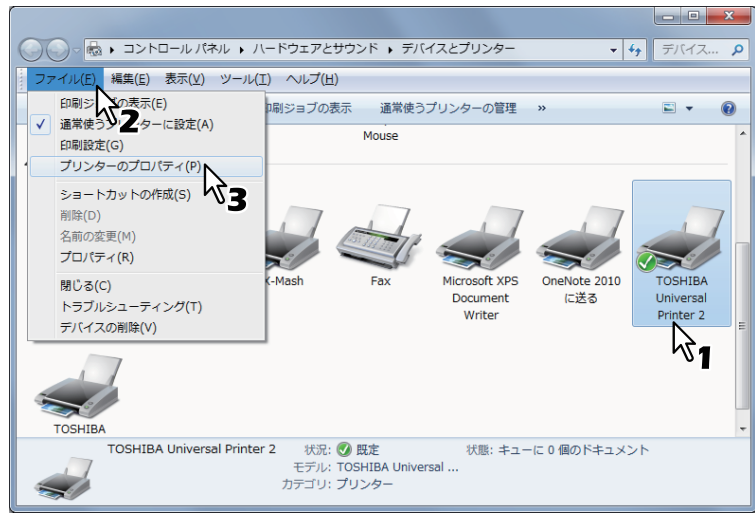 コントロール パネル ▸ ハードウェアとサウンド ▸ デバイスとプリンター
デバイス...
ファイル(F) 編集(E) 表示(V) ツール(T) ヘルプ(H)
印刷ジョブの表示 通常使うプリンターの管理 »
印刷ジョブの表示(E)
通常使うプリンターに設定(A)
印刷設定(G)
プリンターのプロパティ(P)
ショートカットの作成(S)
削除(D)
名前の変更(M)
プロパティ(R)
閉じる(C)
トラブルシューティング(T)
デバイスの削除(V)
2
3
Mouse
-Mash
Fax
Microsoft XPS
Document
Writer
OneNote 2010
に送る
TOSHIBA
Universal
Printer 2
1
TOSHIBA
TOSHIBA Universal Printer 2 状況: 既定 状態: キューに 0 個のドキュメント
モデル: TOSHIBA Universal ...
カテゴリ: プリンター